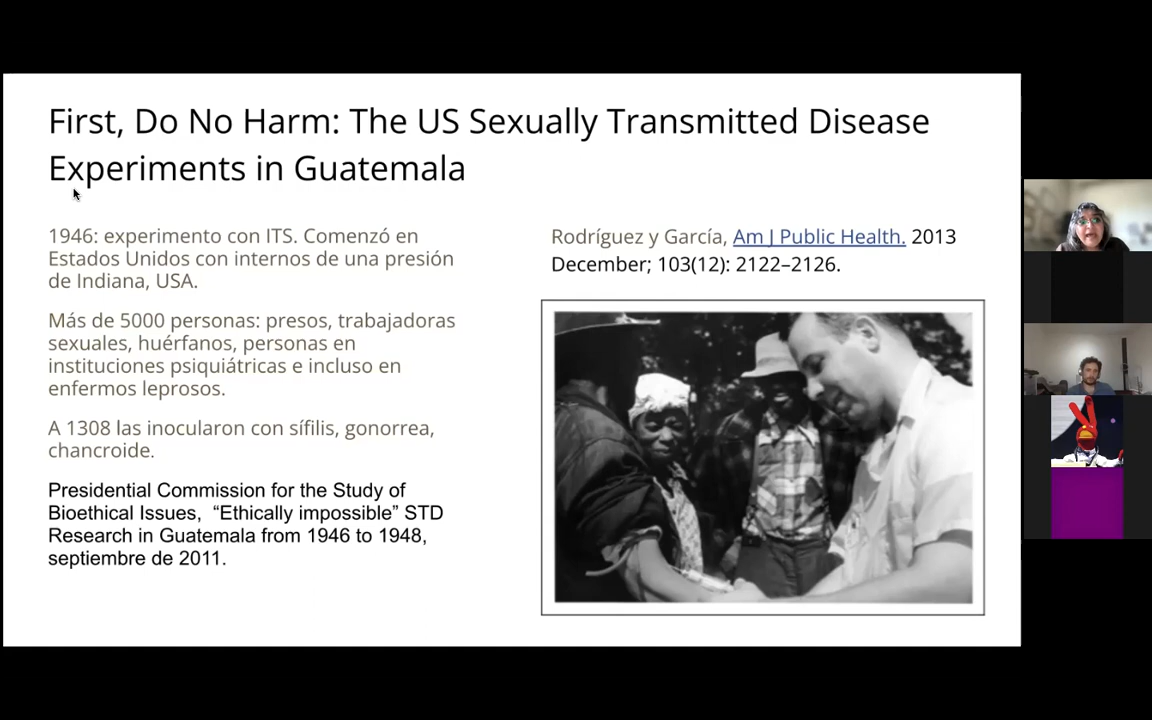 First, Do No Harm: The US Sexually Transmitted Disease
Experiments in Guatemala
1946: experimento con ITS. Comenzó en
Estados Unidos con internos de una presión
de Indiana, USA.
Más de 5000 personas: presos, trabajadoras
sexuales, huérfanos, personas en
instituciones psiquiátricas e incluso en
enfermos leprosos.
A 1308 las inocularon con sífilis, gonorrea,
chancroide.
Presidential Commission for the Study of
Bioethical Issues,  “Ethically impossible” STD
Research in Guatemala from 1946 to 1948,
septiembre de 2011.
Rodríguez y García, Am J Public Health. 2013
December; 103(12): 2122–2126.